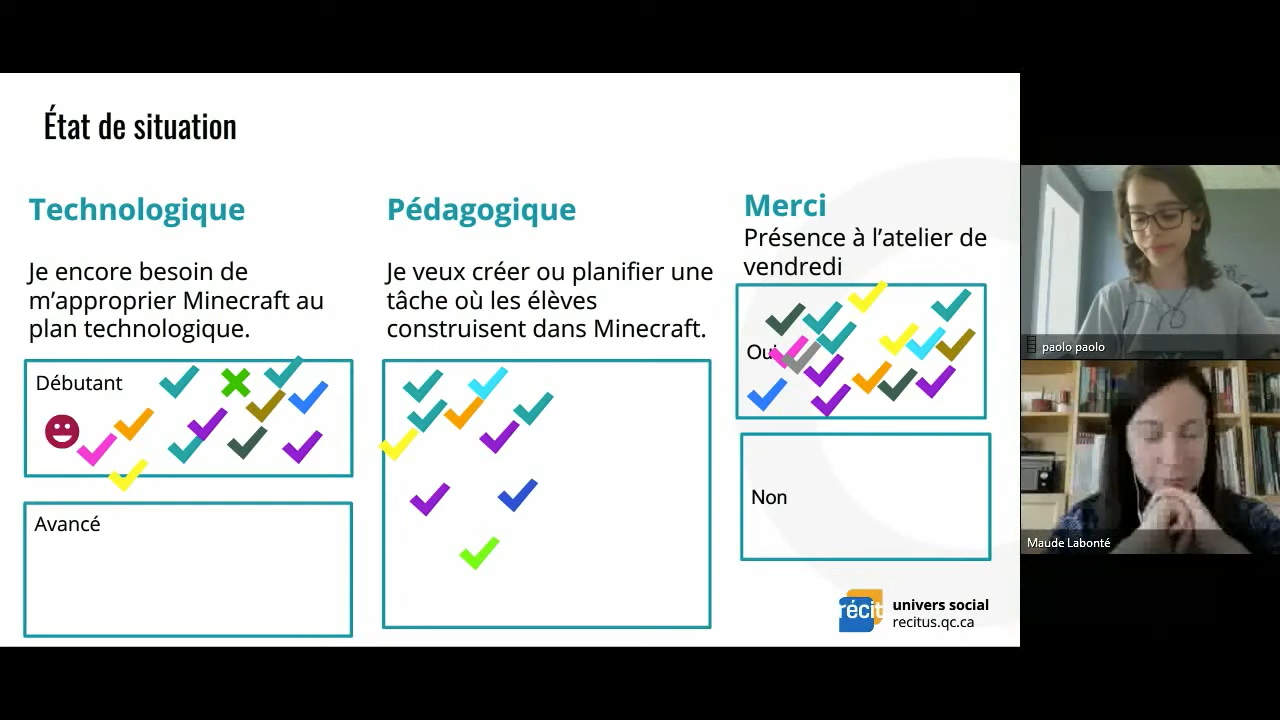 État de situation
Technologique
Je encore besoin de
m’approprier Minecraft au
plan technologique.
Débutant
Avancé
Pédagogique
Je veux créer ou planifier une
tâche où les élèves
construisent dans Minecraft.
Merci
Présence à l’atelier de
vendredi
Oui
Non
récit
univers social
recitus.qc.ca
paolo paolo
Maude Labonté